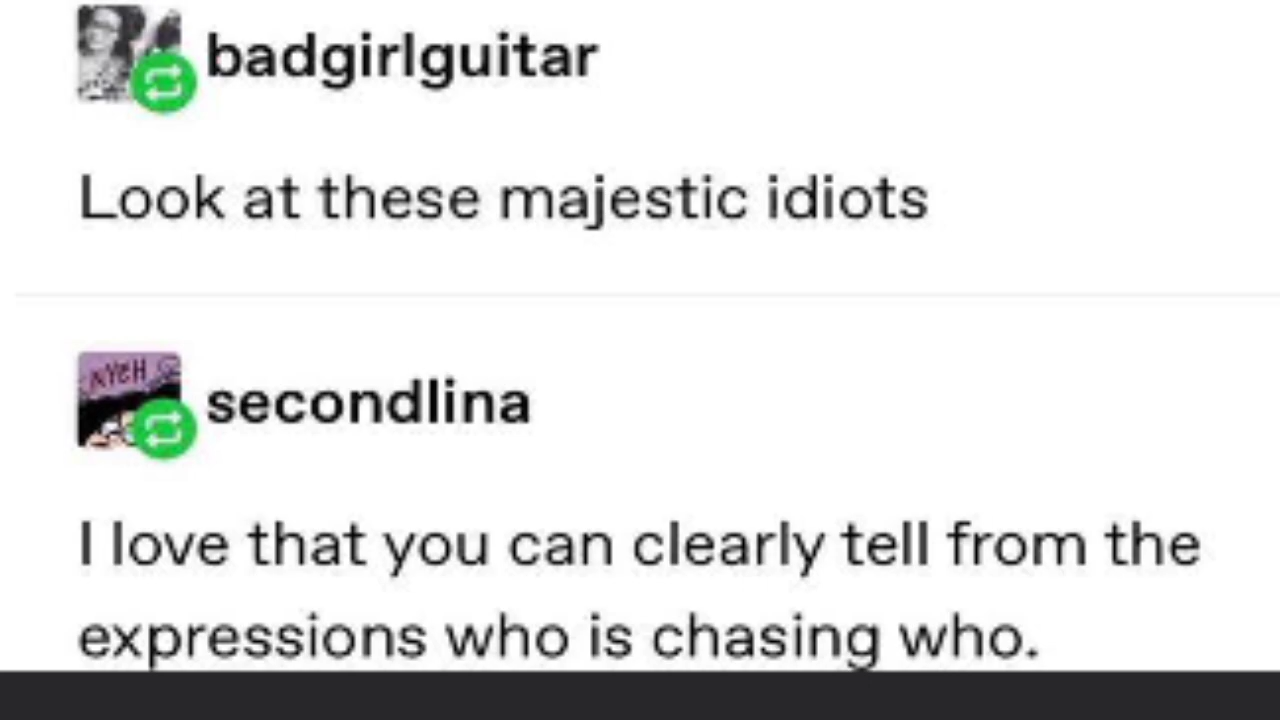 badgirlguitar
Look at these majestic idiots
NYEH
secondlina
I love that you can clearly tell from the
expressions who is chasing who.